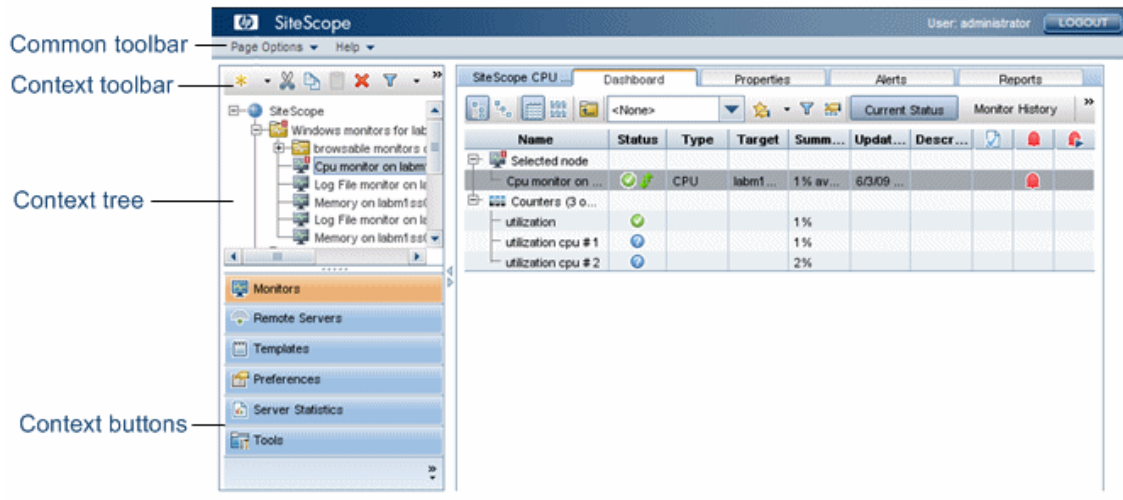 SiteScope
User: administrator
LOGOUT
Common toolbar
Page Options
Help
Context toolbar
SiteScope CPU ...
Dashboard
Properties
Alerts
Reports
<None>
Current Status
Monitor History
SiteScope
Windows monitors for lab
browsable monitors
Cpu monitor on labm
Log File monitor on la
Memory on labm1ss
Log File monitor on la
Memory on labm1ss
Context tree
Name Status Type Target Summ... Updat... Descr...
Selected node
Cpu monitor on ... CPU labm1... 1% av... 6/3/09 ...
Counters (3 o...
utilization 1%
utilization cpu # 1 1%
utilization cpu # 2 2%
Monitors
Remote Servers
Templates
Preferences
Server Statistics
Context buttons
Tools